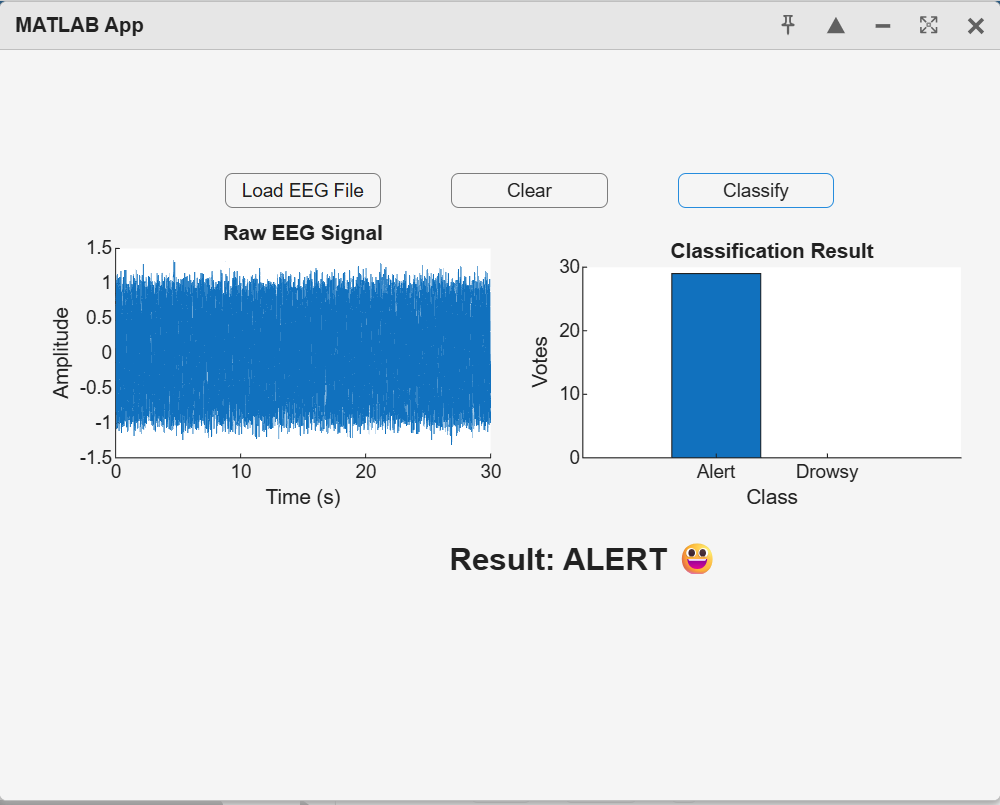 MATLAB App
Load EEG File
Clear
Classify
Raw EEG Signal
1.5
1
0.5
0
-0.5
-1
-1.5
Amplitude
0
10
20
30
Time (s)
Classification Result
30
20
10
0
Votes
Alert
Drowsy
Class
Result: ALERT 😀